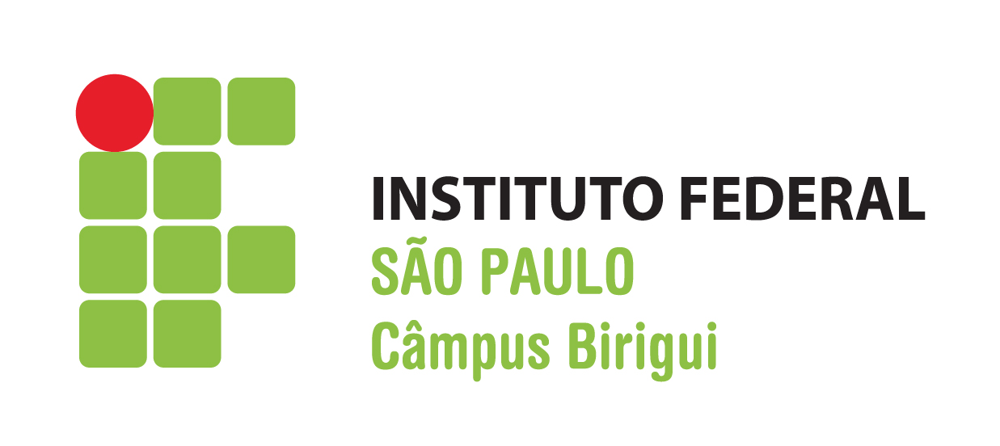 INSTITUTO FEDERAL
SÃO PAULO
Câmpus Birigui